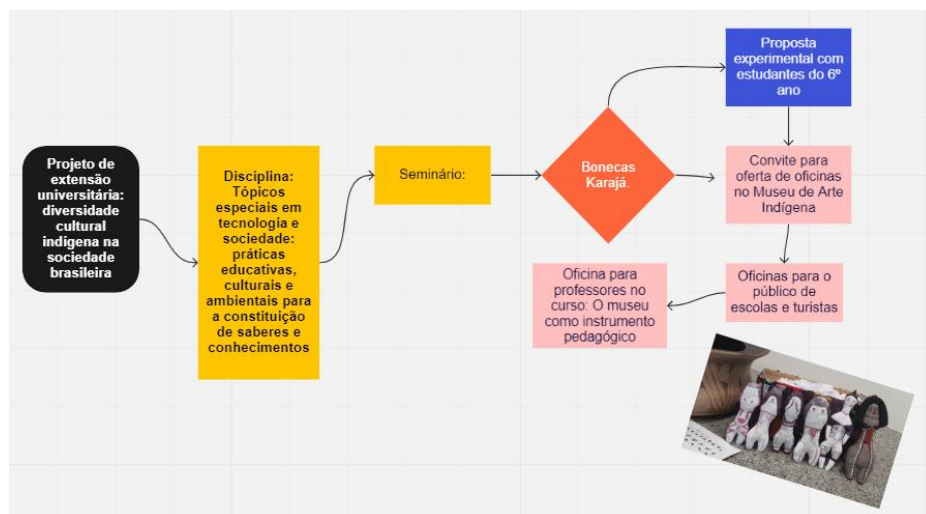 Projeto de
extensão
universitária:
diversidade
cultural
indígena na
sociedade
brasileira
Disciplina:
Tópicos
especiais em
tecnologia e
sociedade:
práticas
educativas,
culturais e
ambientais para
a constituição
de saberes e
conhecimentos
Seminário:
Bonecas
Karajá.
Proposta
experimental com
estudantes do 6º
ano
Convite para
oferta de oficinas
no Museu de Arte
Indígena
Oficinas para o
público de
escolas e turistas
Oficina para
professores no
curso: O museu
como instrumento
pedagógico